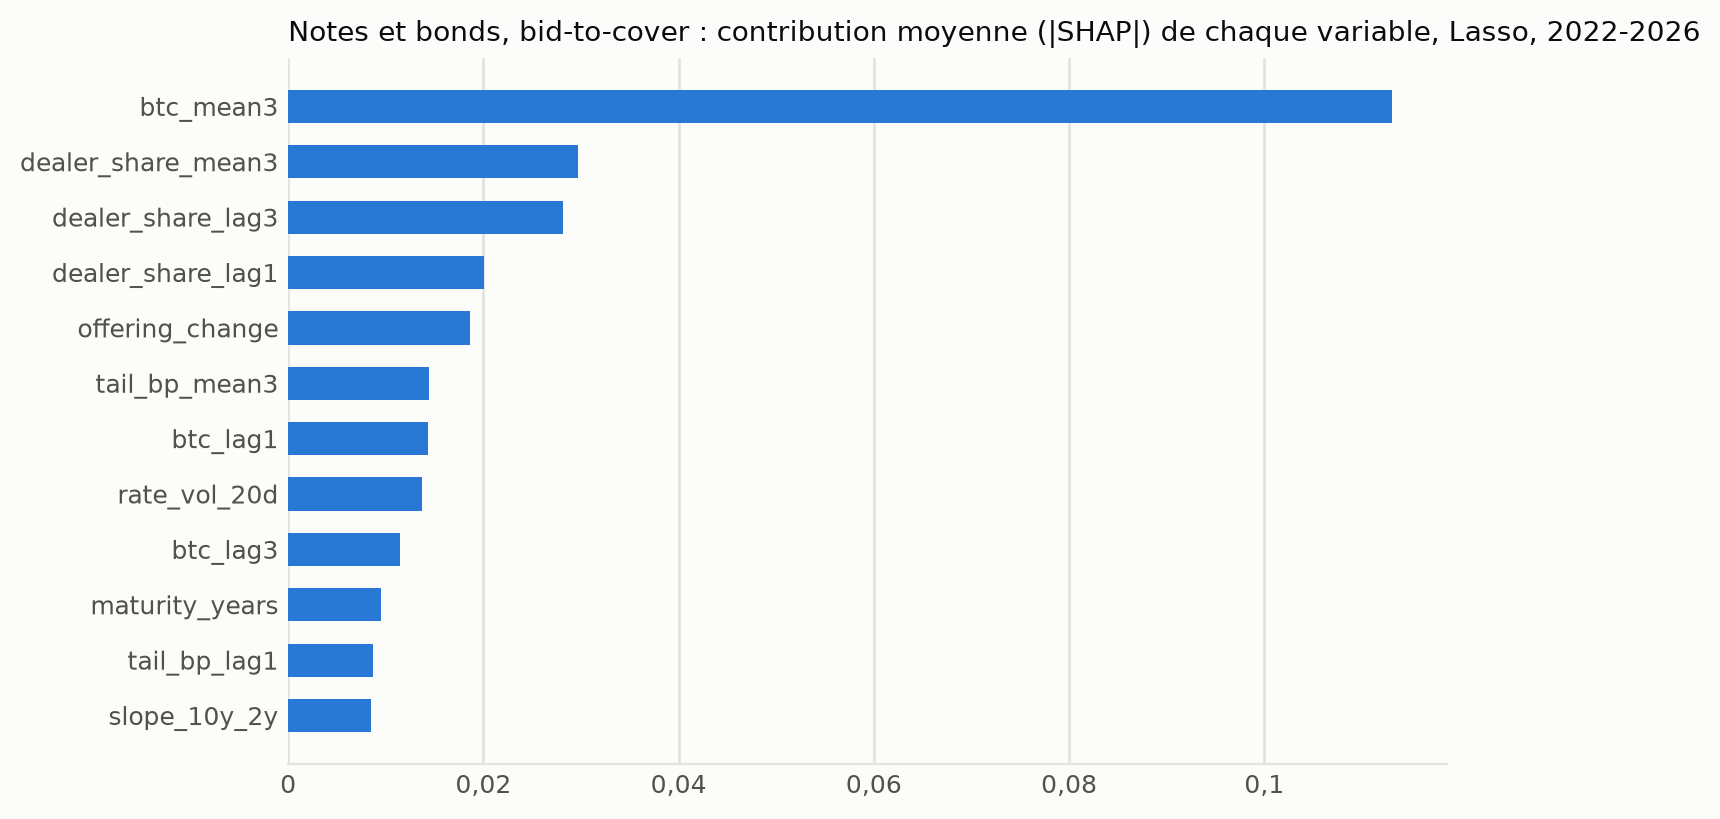 Notes et bonds, bid-to-cover : contribution moyenne (|SHAP|) de chaque variable, Lasso, 2022-2026
btc_mean3
dealer_share_mean3
dealer_share_lag3
dealer_share_lag1
offering_change
tail_bp_mean3
btc_lag1
rate_vol_20d
btc_lag3
maturity_years
tail_bp_lag1
slope_10y_2y
0 0,02 0,04 0,06 0,08 0,1